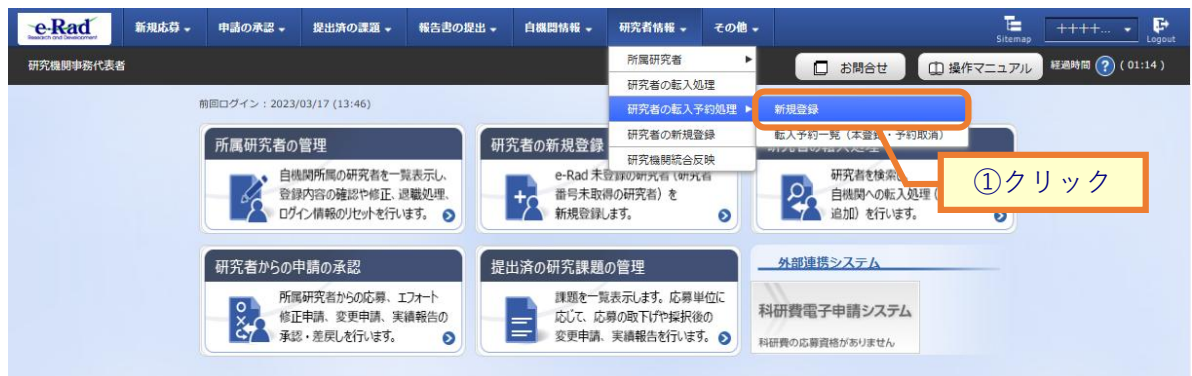 e-Rad
Research and Development
新規応募
申請の承認
提出済の課題
報告書の提出
自機関情報
研究者情報
その他
Sitemap
++++...
Logout
研究機関事務代表者
お問合せ
操作マニュアル
経過時間 ? ( 01:14 )
所属研究者
研究者の転入処理
研究者の転入予約処理
研究者の新規登録
研究機関統合反映
新規登録
転入予約一覧（本登録・予約取消）
①クリック
前回ログイン : 2023/03/17 (13:46)
所属研究者の管理
自機関所属の研究者を一覧表示し、
登録内容の確認や修正、退職処理、
ログイン情報のリセットを行います。
研究者の新規登録
e-Rad 未登録の研究者（研究者
番号未取得の研究者）を
新規登録します。
研究者の転入処理
研究者を検索
自機関への転入処理（
追加）を行います。
研究者からの申請の承認
所属研究者からの応募、エフォート
修正申請、変更申請、実績報告の
承認・差戻しを行います。
提出済の研究課題の管理
課題を一覧表示します。応募単位に
応じて、応募の取下げや採択後の
変更申請、実績報告を行います。
外部連携システム
科研費電子申請システム
科研費の応募資格がありません